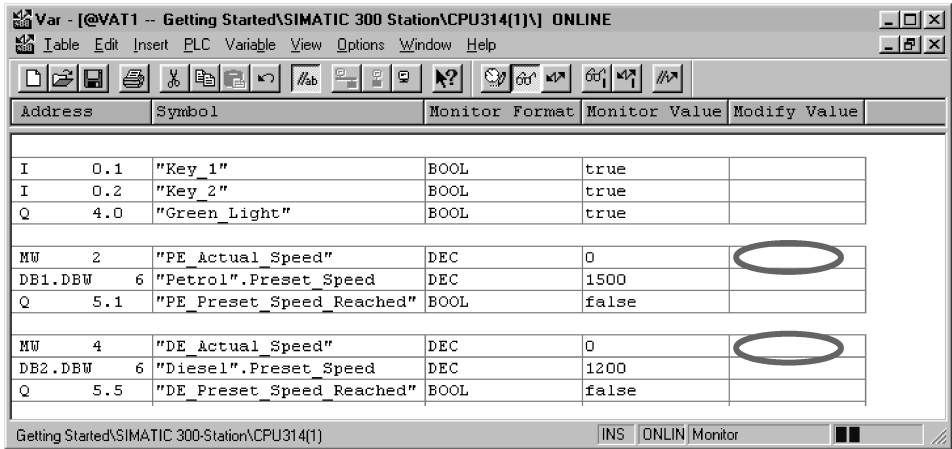 Var - [@VAT1 -- Getting Started\SIMATIC 300 Station\CPU314(1)\] ONLINE
Table Edit Insert PLC Variable View Options Window Help
Address Symbol Monitor Format Monitor Value Modify Value
I 0.1 "Key_1" BOOL true
I 0.2 "Key_2" BOOL true
Q 4.0 "Green_Light" BOOL true
MW 2 "PE_Actual_Speed" DEC 0
DB1.DBW 6 "Petrol".Preset_Speed DEC 1500
Q 5.1 "PE_Preset_Speed_Reached" BOOL false
MW 4 "DE_Actual_Speed" DEC 0
DB2.DBW 6 "Diesel".Preset_Speed DEC 1200
Q 5.5 "DE_Preset_Speed_Reached" BOOL false
Getting Started\SIMATIC 300-Station\CPU314(1) INS ONLIN Monitor